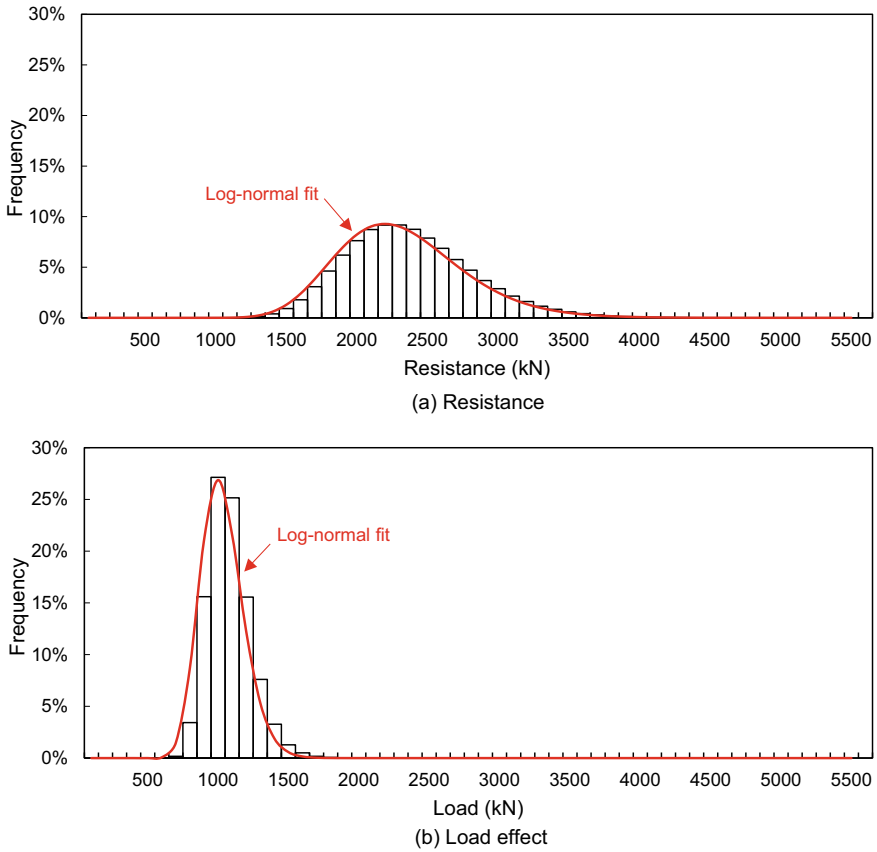 30%
25%
20%
15%
10%
5%
0%
Frequency
Log-normal fit
500 1000 1500 2000 2500 3000 3500 4000 4500 5000 5500
Resistance (kN)
(a) Resistance
30%
25%
20%
15%
10%
5%
0%
Frequency
Log-normal fit
500 1000 1500 2000 2500 3000 3500 4000 4500 5000 5500
Load (kN)
(b) Load effect